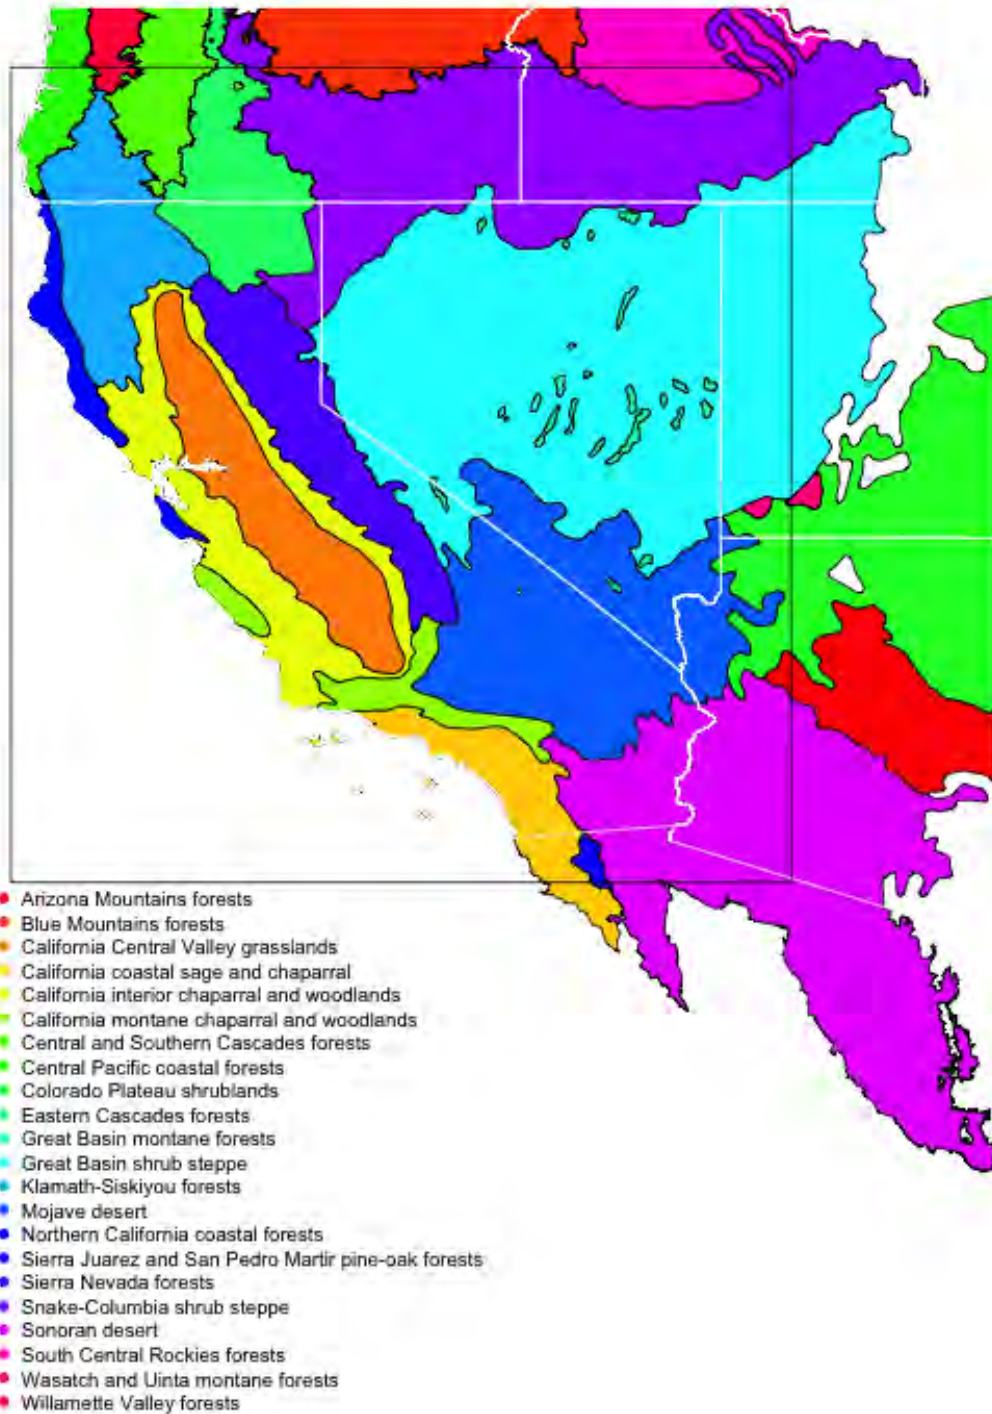 Arizona Mountains forests
Blue Mountains forests
California Central Valley grasslands
California coastal sage and chaparral
California interior chaparral and woodlands
California montane chaparral and woodlands
Central and Southern Cascades forests
Central Pacific coastal forests
Colorado Plateau shrublands
Eastern Cascades forests
Great Basin montane forests
Great Basin shrub steppe
Klamath-Siskiyou forests
Mojave desert
Northern California coastal forests
Sierra Juarez and San Pedro Martir pine-oak forests
Sierra Nevada forests
Snake-Columbia shrub steppe
Sonoran desert
South Central Rockies forests
Wasatch and Uinta montane forests
Willamette Valley forests